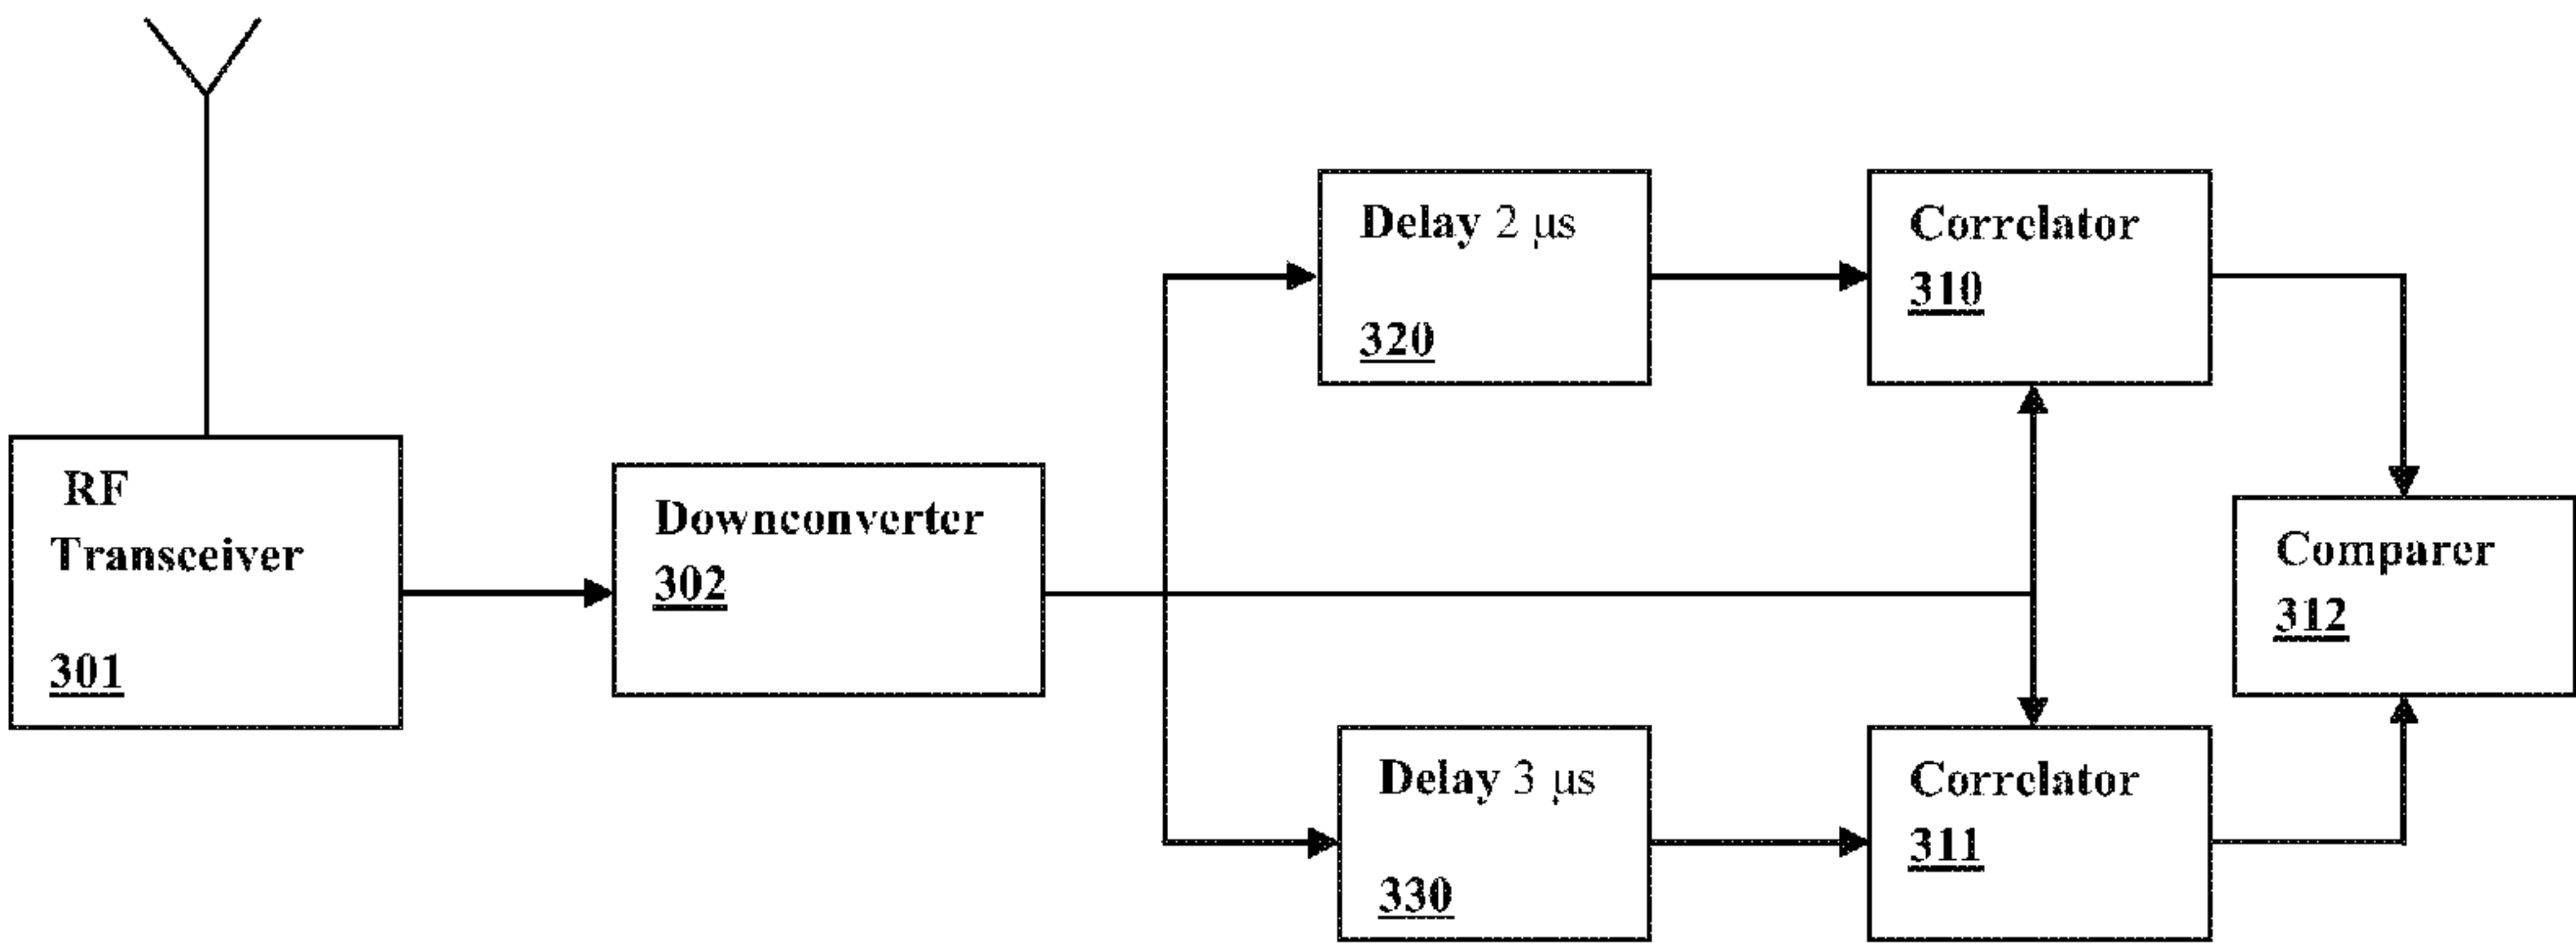 RF
Transceiver
301
Downconverter
302
Delay 2 μs
320
Correlator
310
Delay 3 μs
330
Correlator
311
Comparer
312